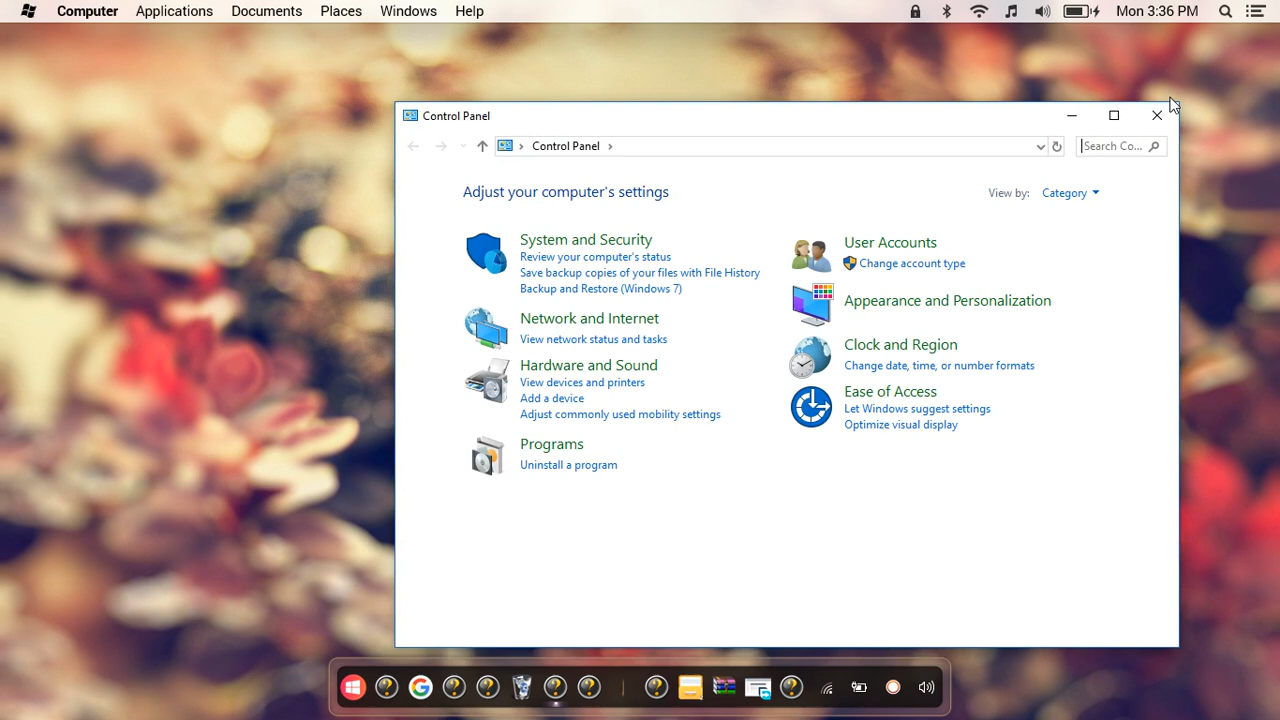 Computer Applications Documents Places Windows Help Mon 3:36 PM
Control Panel
Control Panel
Search Co...
Adjust your computer's settings
View by: Category
System and Security
Review your computer's status
Save backup copies of your files with File History
Backup and Restore (Windows 7)
Network and Internet
View network status and tasks
Hardware and Sound
View devices and printers
Add a device
Adjust commonly used mobility settings
Programs
Uninstall a program
User Accounts
Change account type
Appearance and Personalization
Clock and Region
Change date, time, or number formats
Ease of Access
Let Windows suggest settings
Optimize visual display